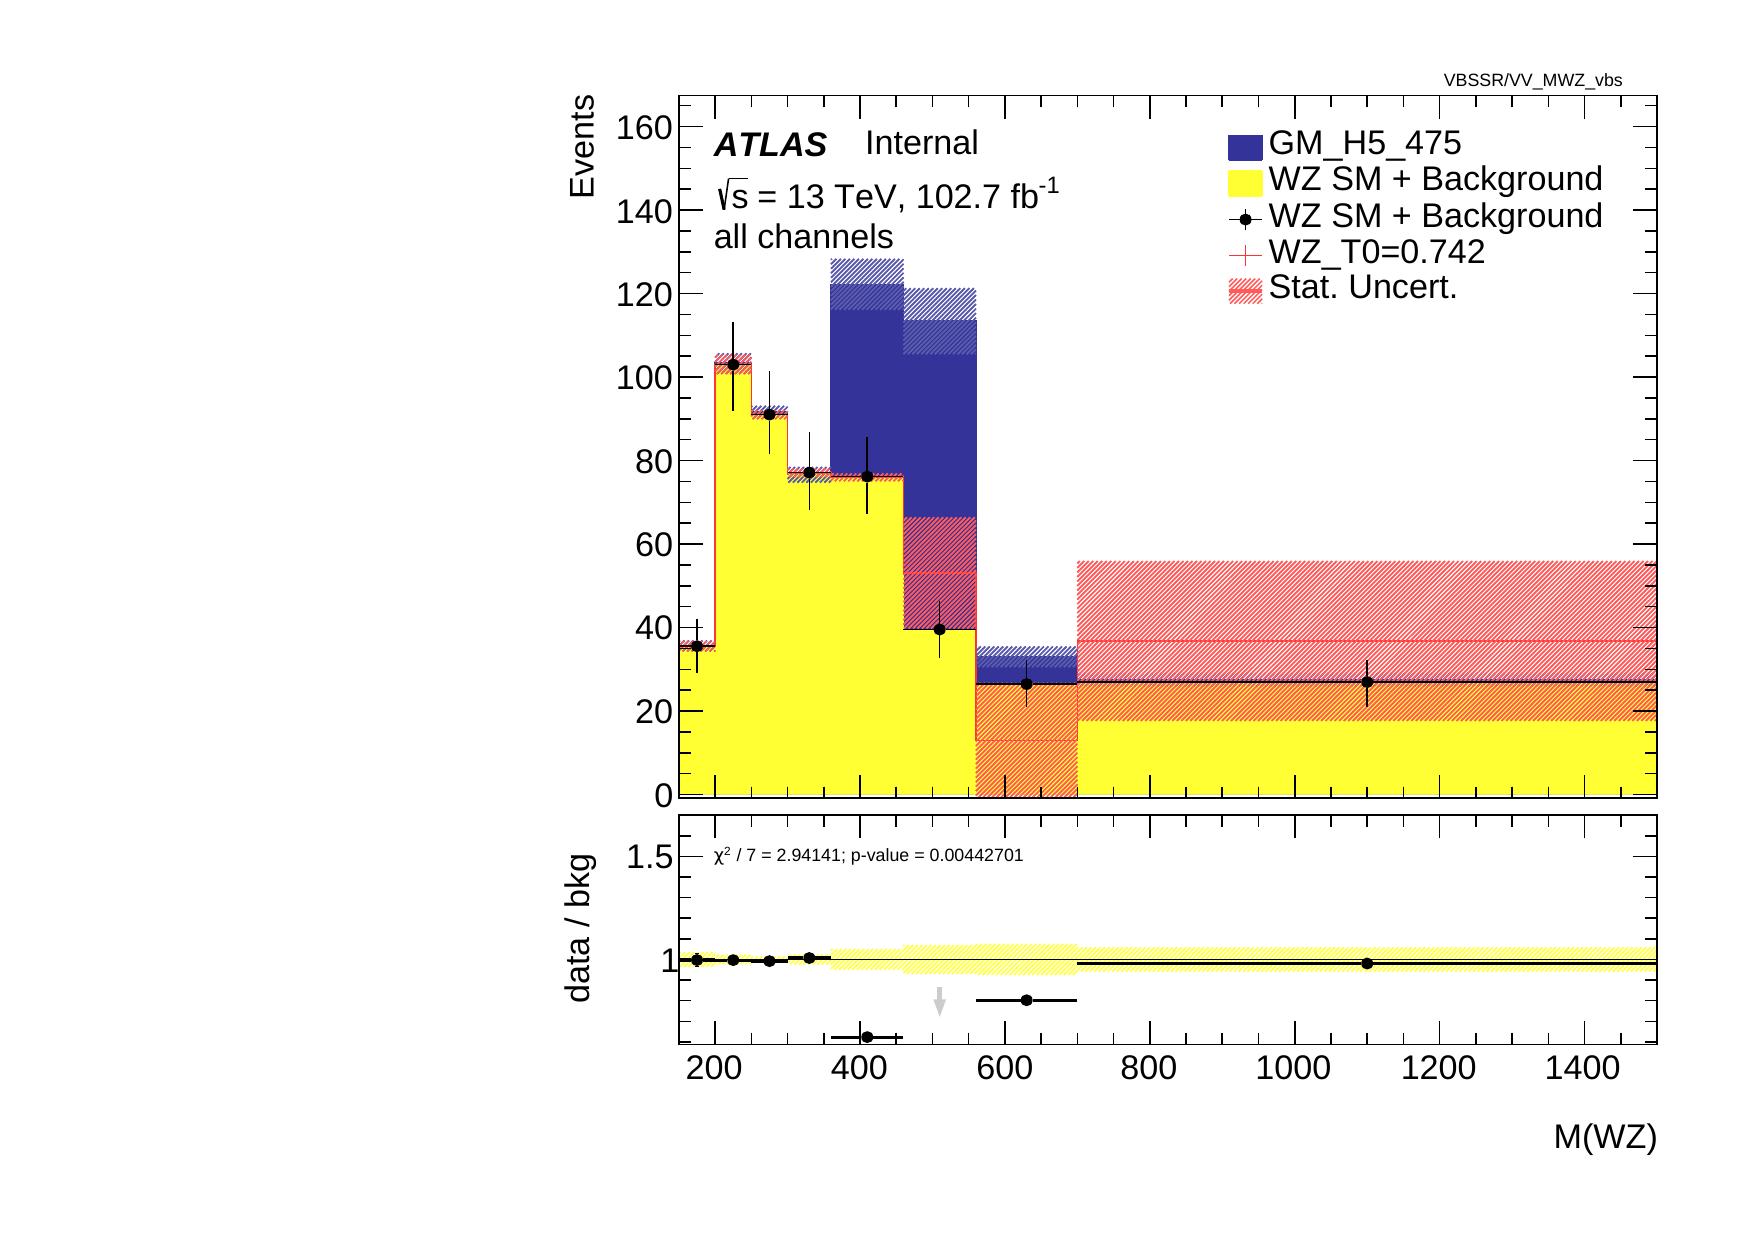 VBSSR/VV_MWZ_vbs
Events
160
140
120
100
80
60
40
20
0
ATLAS Internal
√s = 13 TeV, 102.7 fb-1
all channels
GM_H5_475
WZ SM + Background
WZ SM + Background
WZ_T0=0.742
Stat. Uncert.
data / bkg
1.5
1
χ² / 7 = 2.94141; p-value = 0.00442701
200 400 600 800 1000 1200 1400
M(WZ)